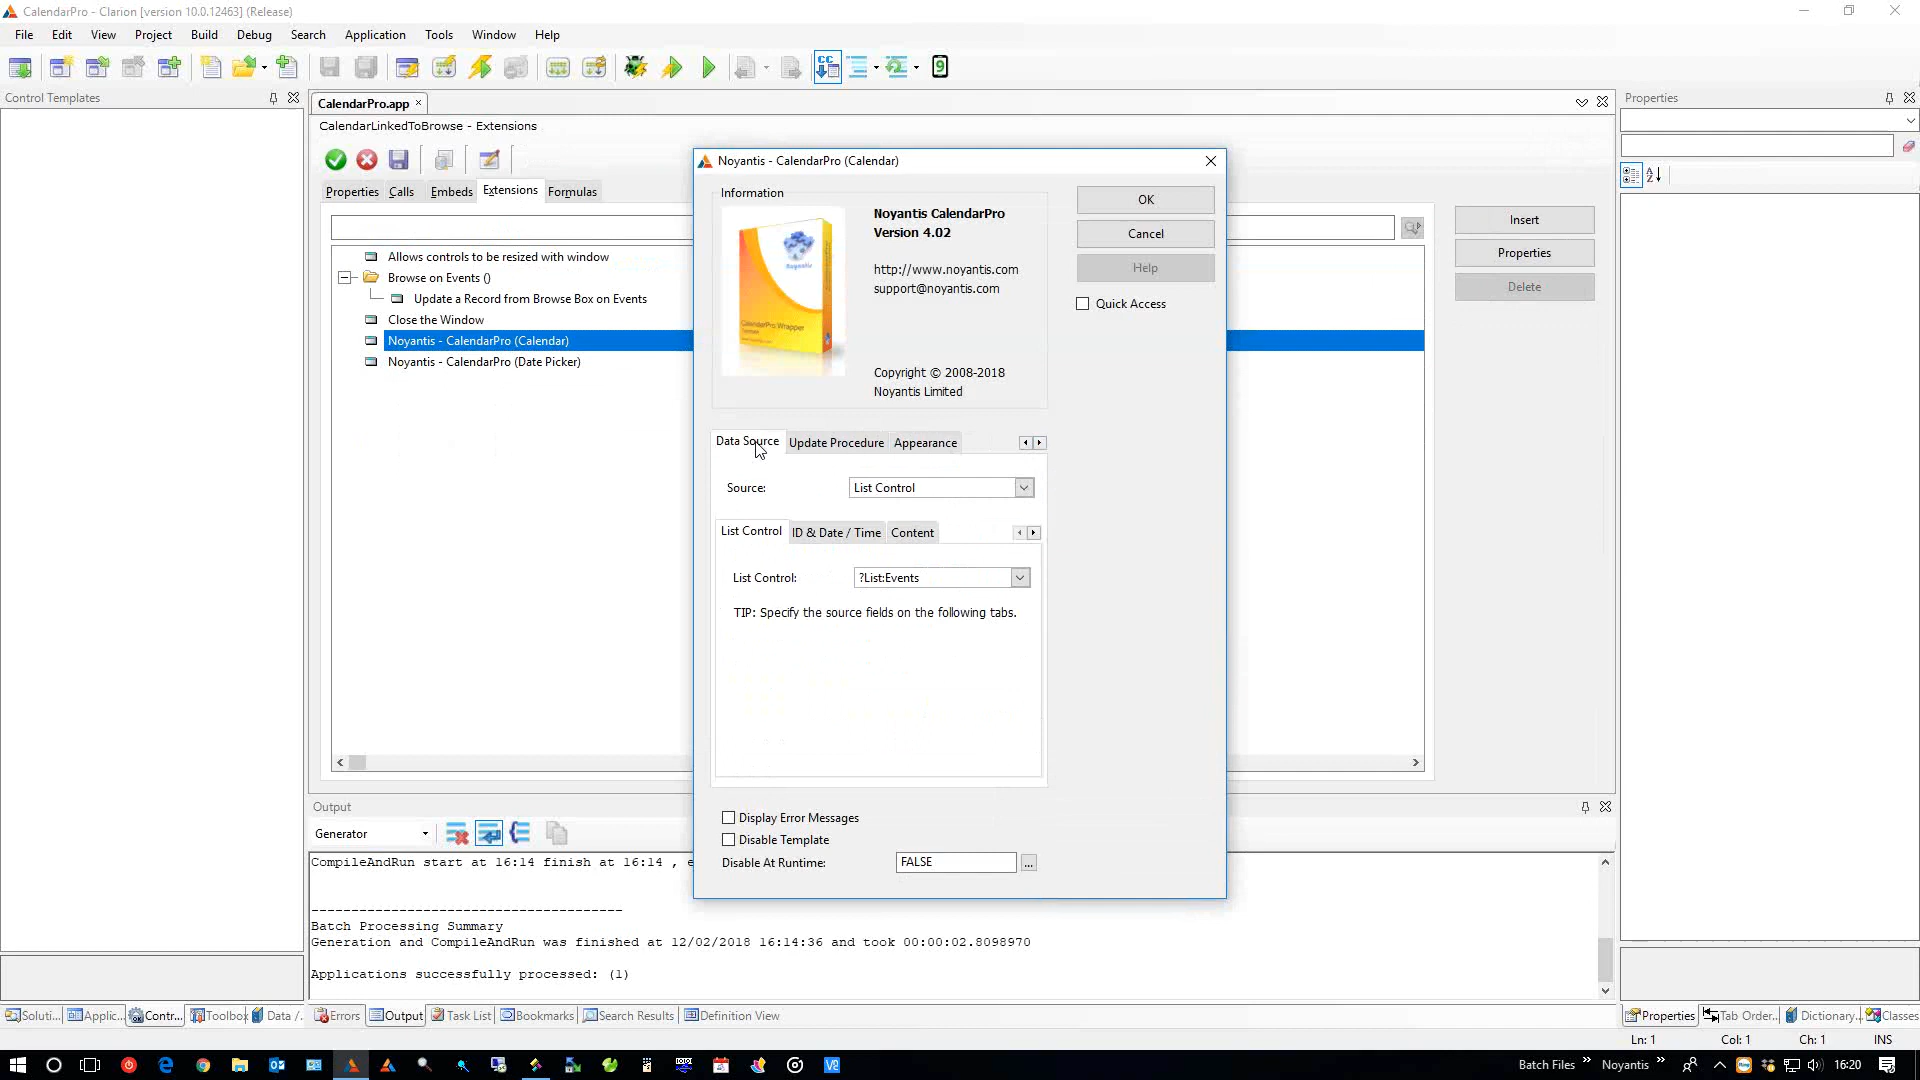 CalendarPro - Clarion [version 10.0.12463] (Release)
File Edit View Project Build Debug Search Application Tools Window Help
Control Templates
CalendarPro.app
Properties
CalendarLinkedToBrowse - Extensions
Properties Calls Embeds Extensions Formulas
Allows controls to be resized with window
Browse on Events ()
Update a Record from Browse Box on Events
Close the Window
Noyantis - CalendarPro (Calendar)
Noyantis - CalendarPro (Date Picker)
Insert
Properties
Delete
Noyantis - CalendarPro (Calendar)
Information
Noyantis
CalendarPro Wrapper
Noyantis CalendarPro
Version 4.02
http://www.noyantis.com
support@noyantis.com
Copyright © 2008-2018
Noyantis Limited
OK
Cancel
Help
Quick Access
Data Source Update Procedure Appearance
Source: List Control
List Control ID & Date / Time Content
List Control: ?List:Events
TIP: Specify the source fields on the following tabs.
Display Error Messages
Disable Template
Disable At Runtime: FALSE ...
Output
Generator
CompileAndRun start at 16:14 finish at 16:14 , e
--------------------------------------
Batch Processing Summary
Generation and CompileAndRun was finished at 12/02/2018 16:14:36 and took 00:00:02.8098970
Applications successfully processed: (1)
Soluti... Applic... Contr... Toolbox Data /... Errors Output Task List Bookmarks Search Results Definition View Properties Tab Order... Dictionary... Classes
Ln: 1 Col: 1 Ch: 1 INS
Batch Files Noyantis 16:20